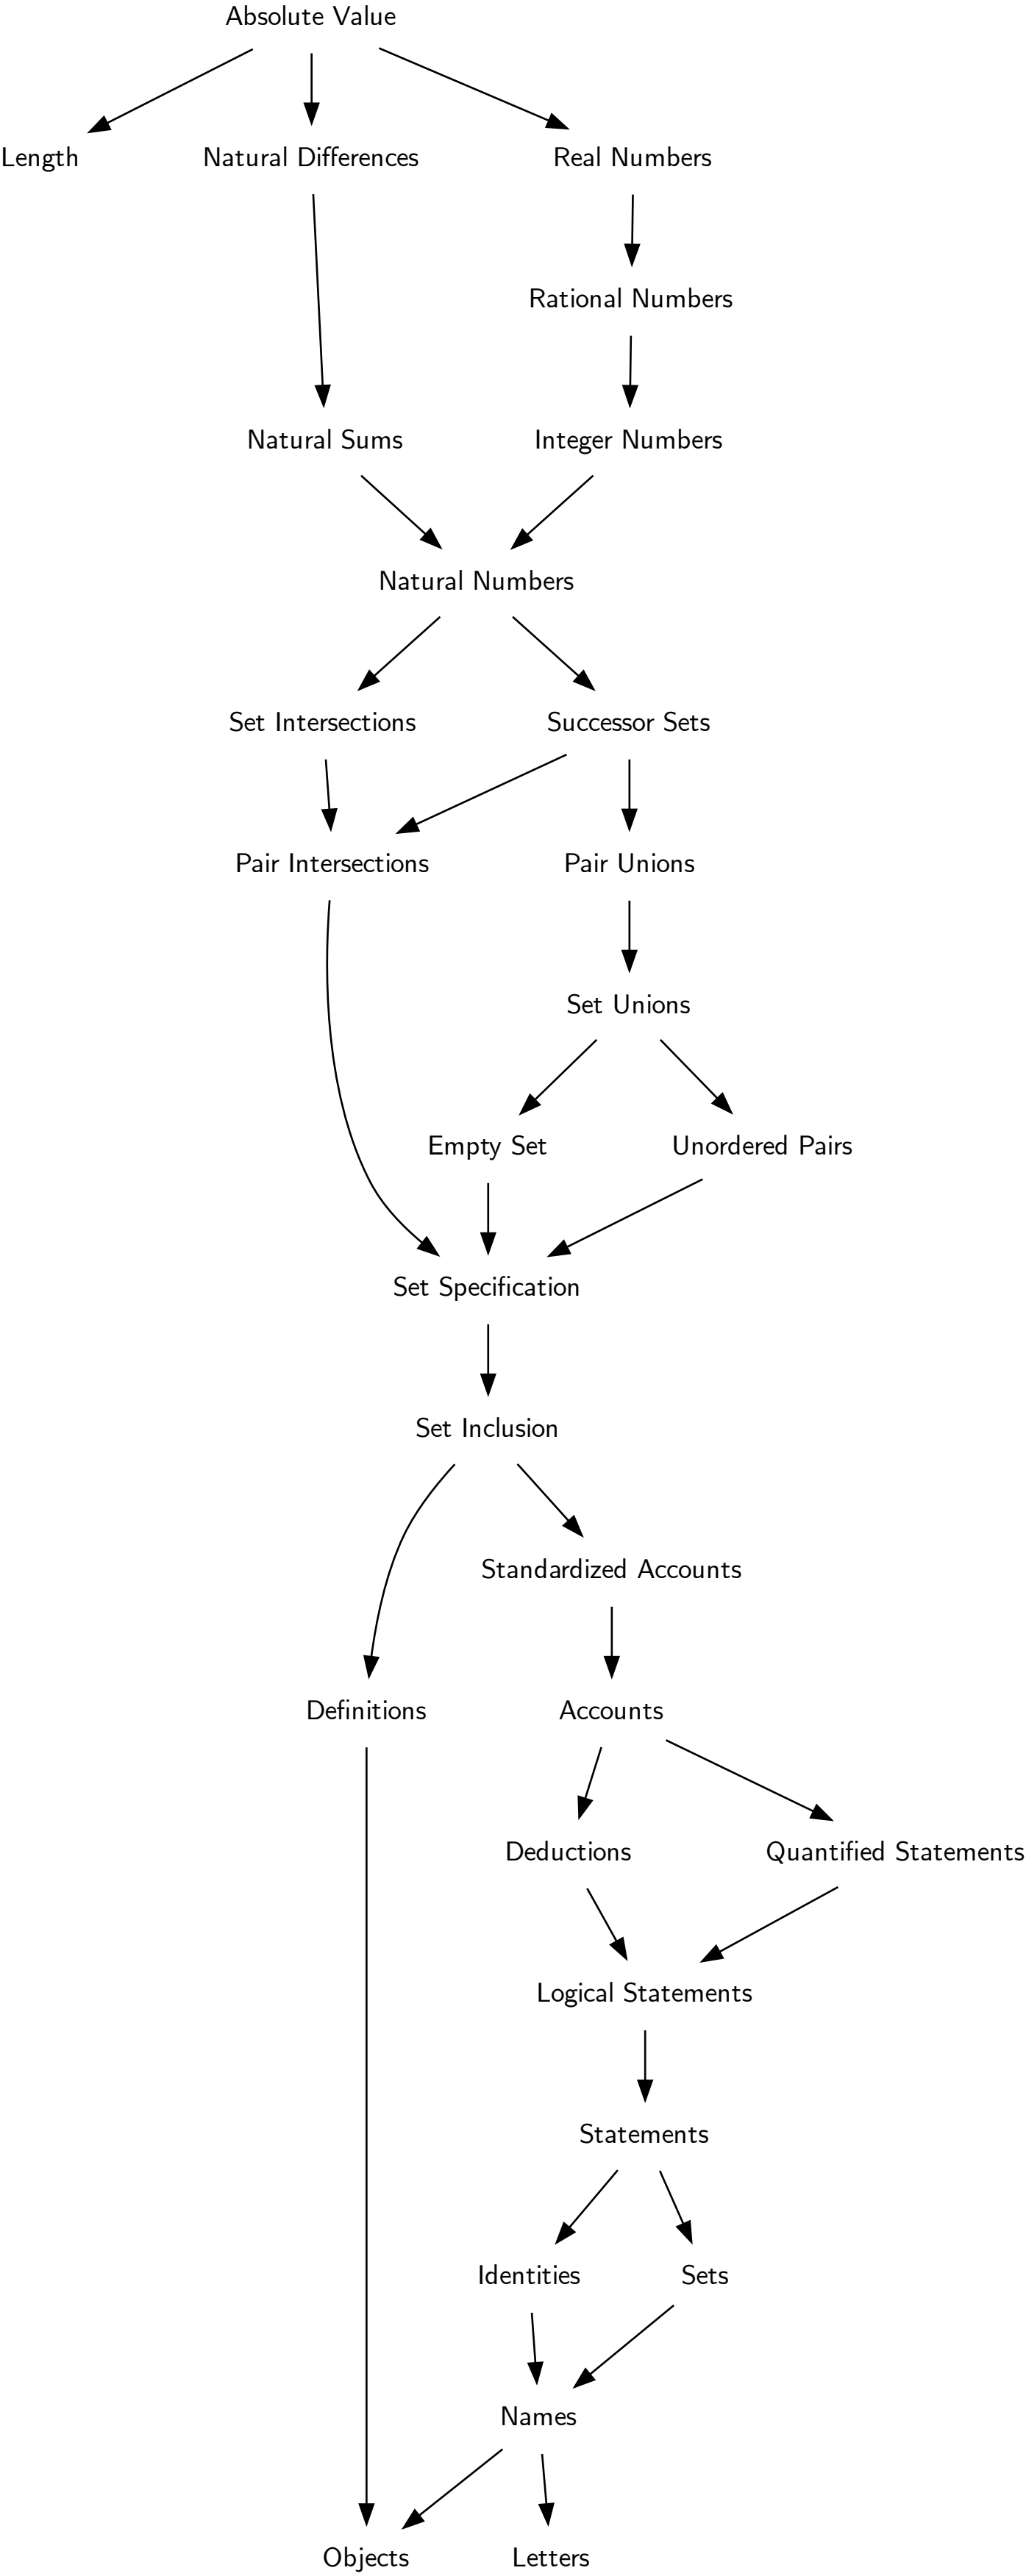 Absolute Value
Length
Natural Differences
Real Numbers
Rational Numbers
Natural Sums
Integer Numbers
Natural Numbers
Set Intersections
Successor Sets
Pair Intersections
Pair Unions
Set Unions
Empty Set
Unordered Pairs
Set Specification
Set Inclusion
Standardized Accounts
Definitions
Accounts
Deductions
Quantified Statements
Logical Statements
Statements
Identities
Sets
Names
Objects
Letters